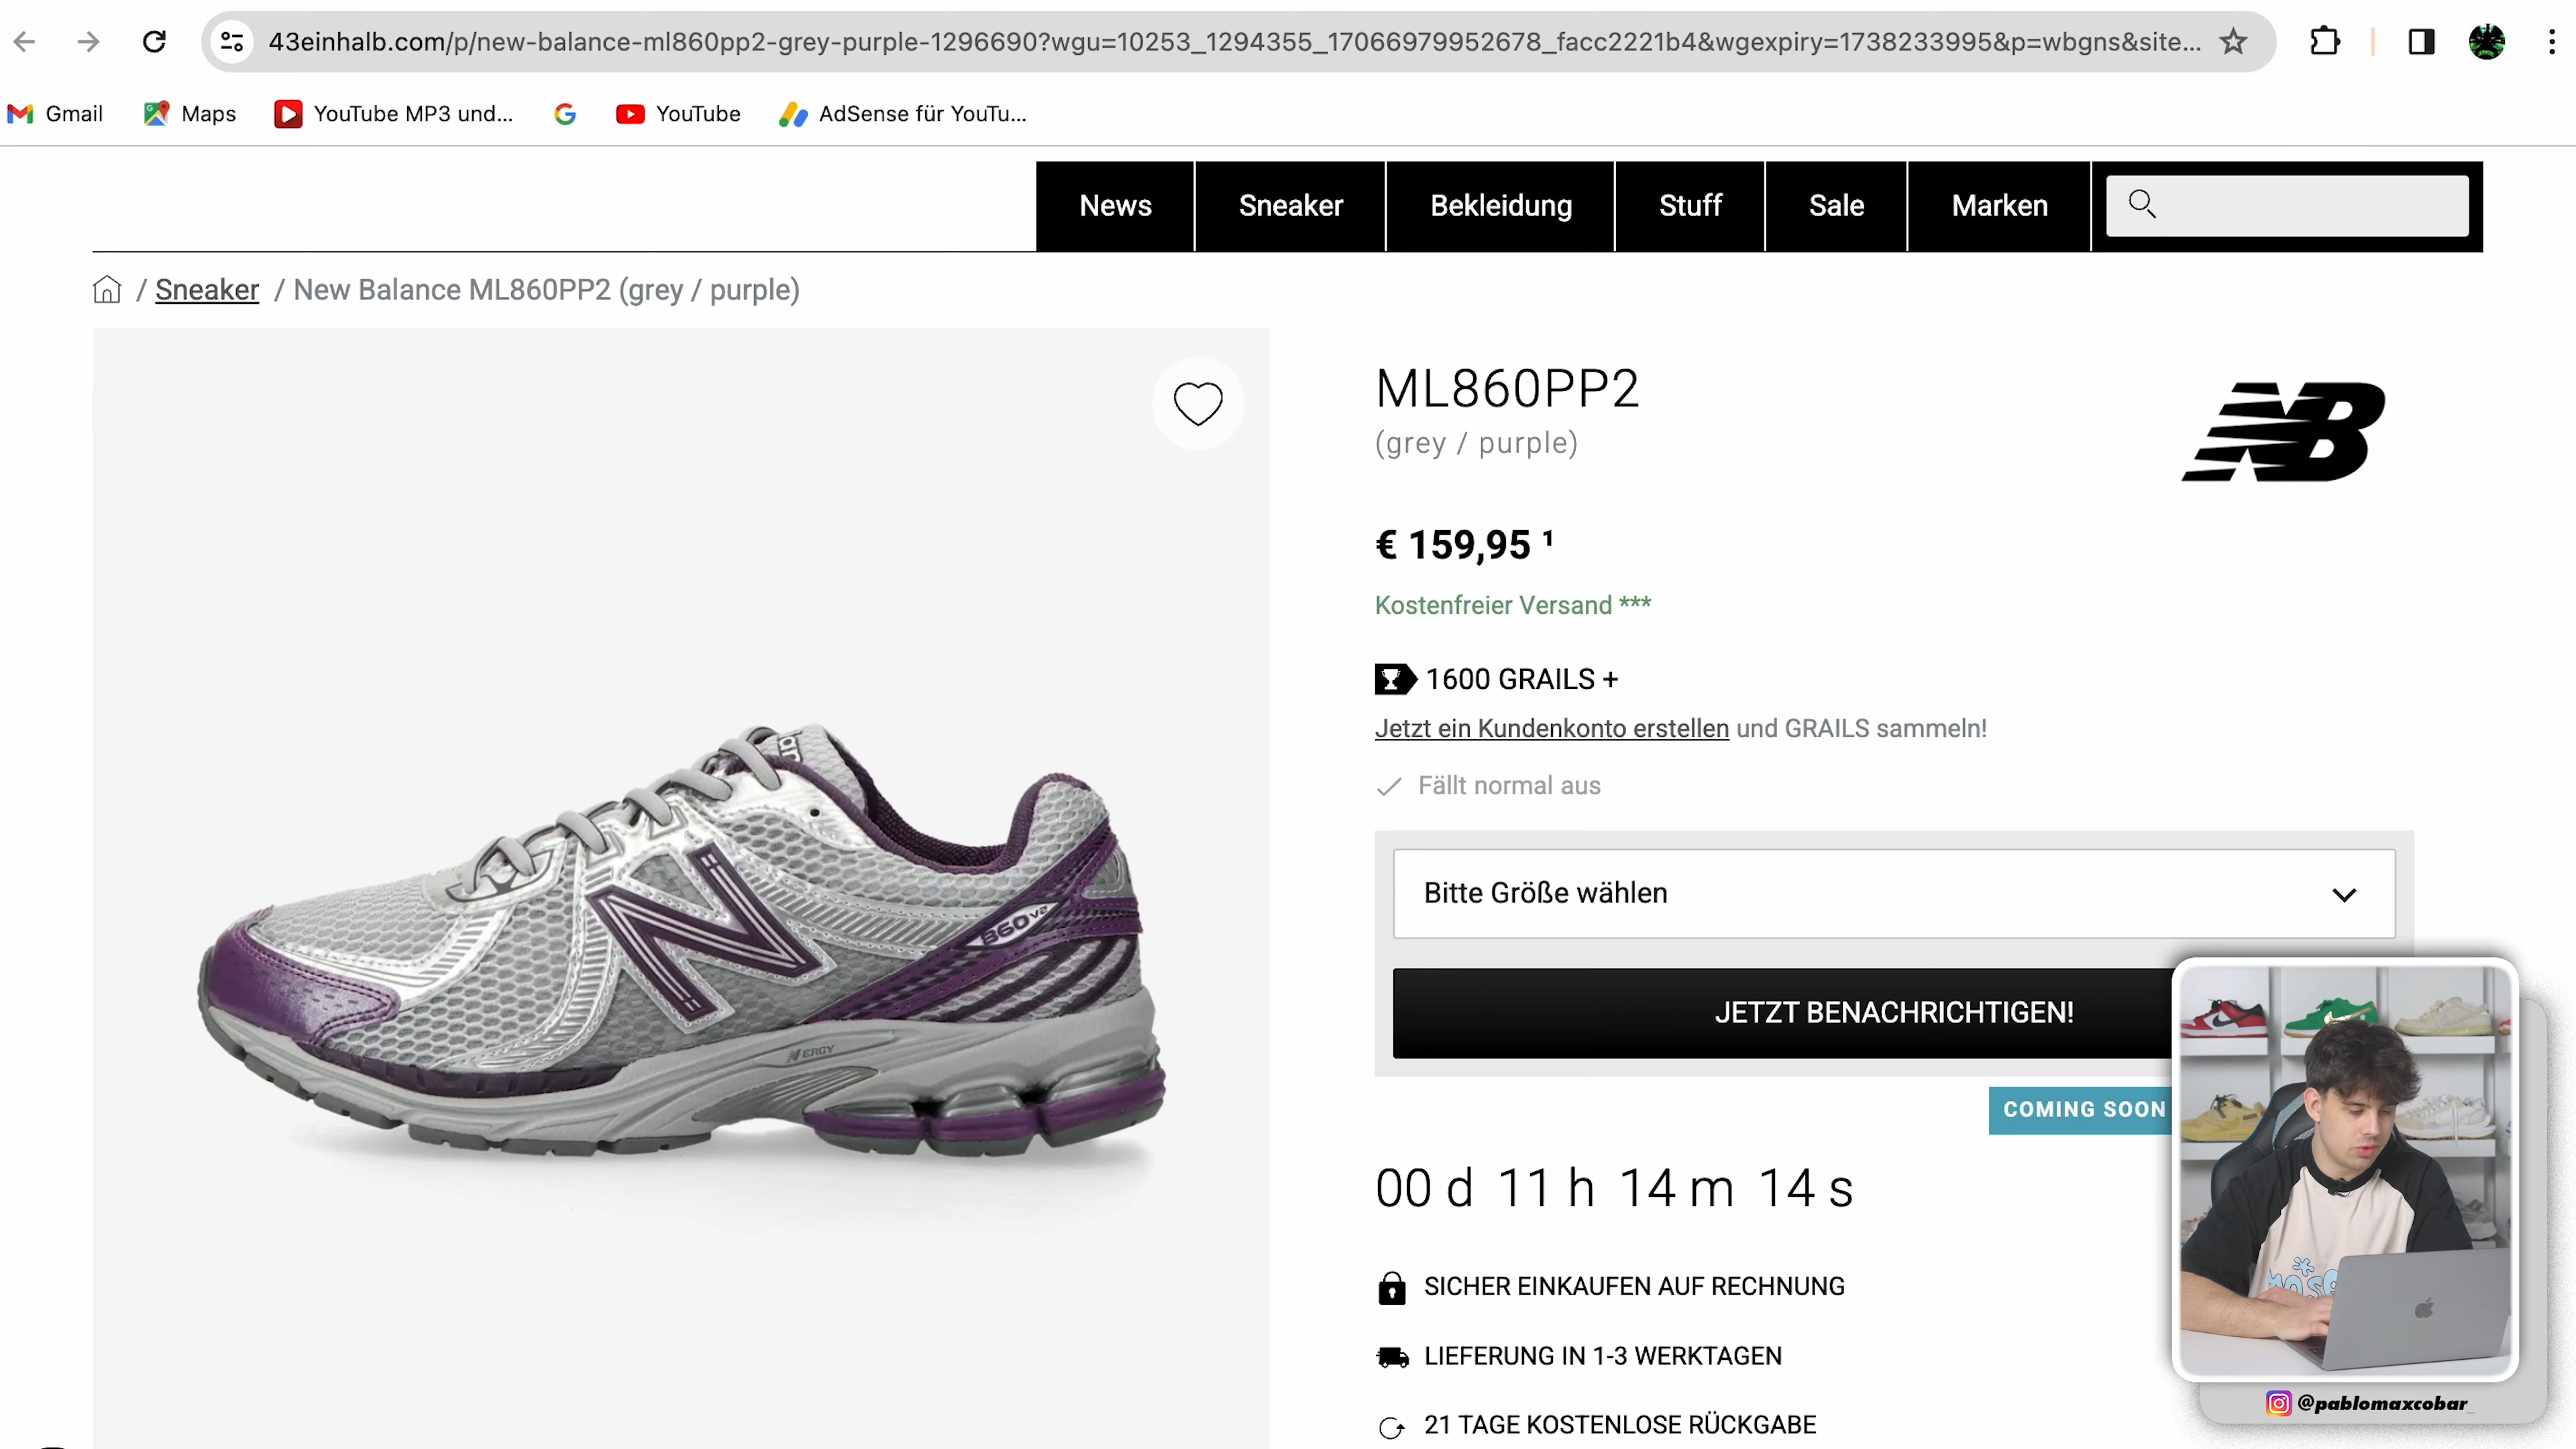 43einhalb.com/p/new-balance-ml860pp2-grey-purple-1296690?wgu=10253_1294355_17066979952678_facc2221b4&wgexpiry=1738233995&p=wbgns&site...
Gmail
Maps
YouTube MP3 und...
YouTube
AdSense für YouTu...
News
Sneaker
Bekleidung
Stuff
Sale
Marken
/ Sneaker / New Balance ML860PP2 (grey / purple)
ML860PP2
(grey / purple)
NB
€ 159,95 ¹
Kostenfreier Versand ***
1600 GRAILS +
Jetzt ein Kundenkonto erstellen und GRAILS sammeln!
Fällt normal aus
Bitte Größe wählen
JETZT BENACHRICHTIGEN!
COMING SOON
00 d 11 h 14 m 14 s
SICHER EINKAUFEN AUF RECHNUNG
LIEFERUNG IN 1-3 WERKTAGEN
21 TAGE KOSTENLOSE RÜCKGABE
N
860v2
NERGY
@pablomaxcobar_